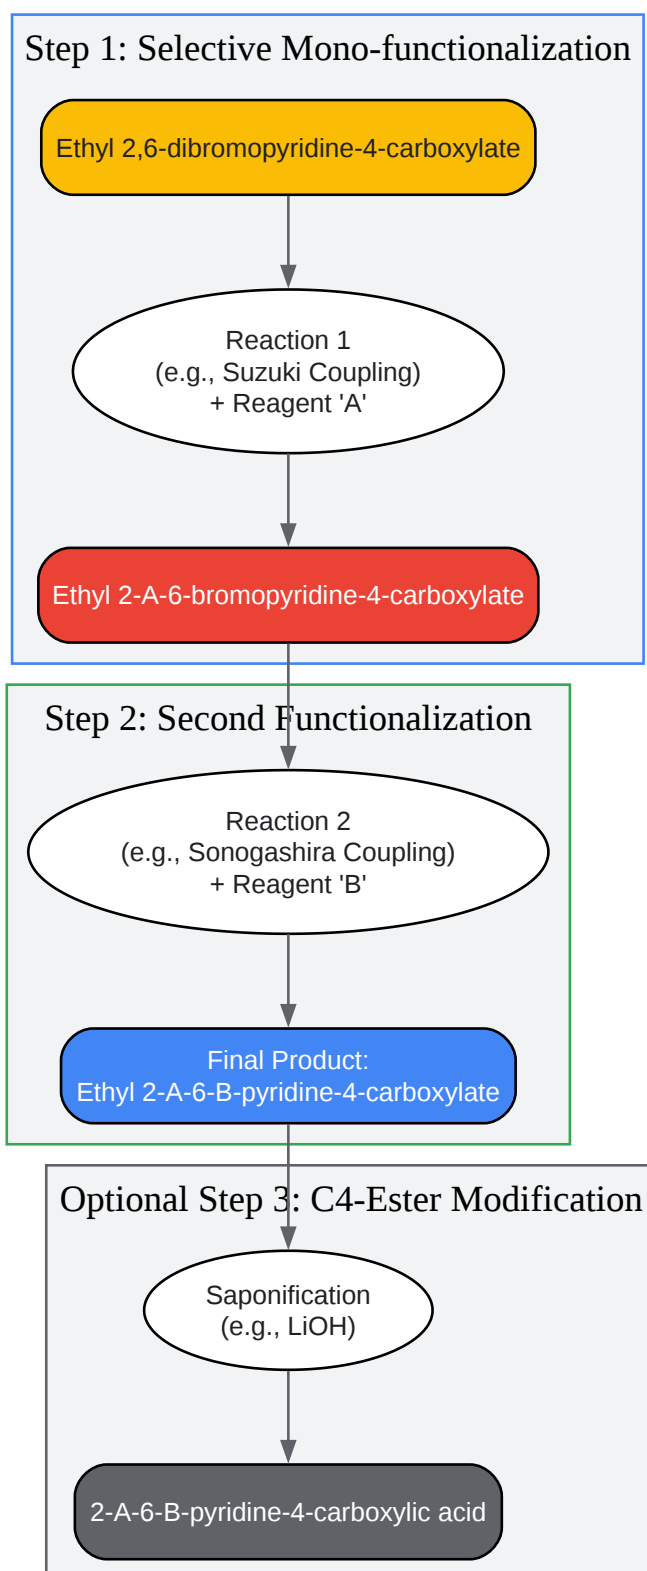 Step 1: Selective Mono-functionalization
Ethyl 2,6-dibromopyridine-4-carboxylate
Reaction 1
(e.g., Suzuki Coupling)
+ Reagent 'A'
Ethyl 2-A-6-bromopyridine-4-carboxylate
Step 2: Second Functionalization
Reaction 2
(e.g., Sonogashira Coupling)
+ Reagent 'B'
Final Product:
Ethyl 2-A-6-B-pyridine-4-carboxylate
Optional Step 3: C4-Ester Modification
Saponification
(e.g., LiOH)
2-A-6-B-pyridine-4-carboxylic acid